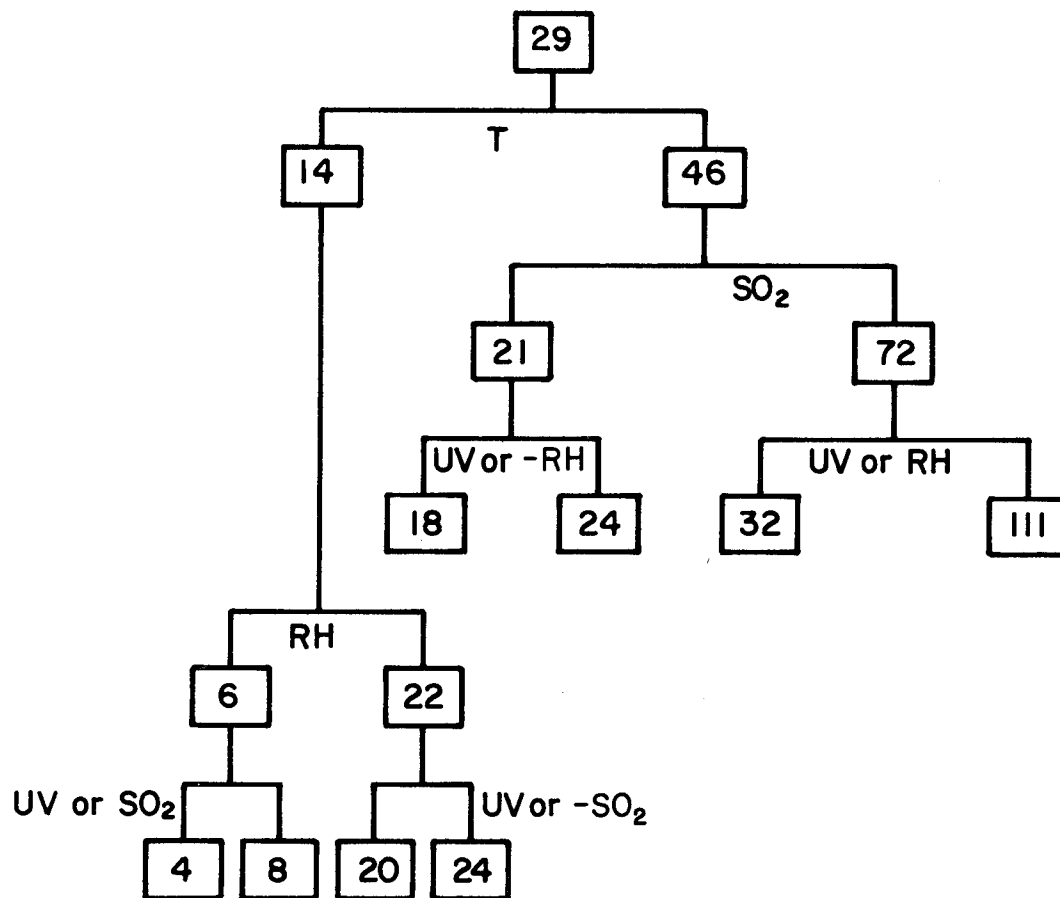 29
T
14
46
SO₂
21
72
UV or -RH
UV or RH
18
24
32
111
RH
6
22
UV or SO₂
UV or -SO₂
4
8
20
24